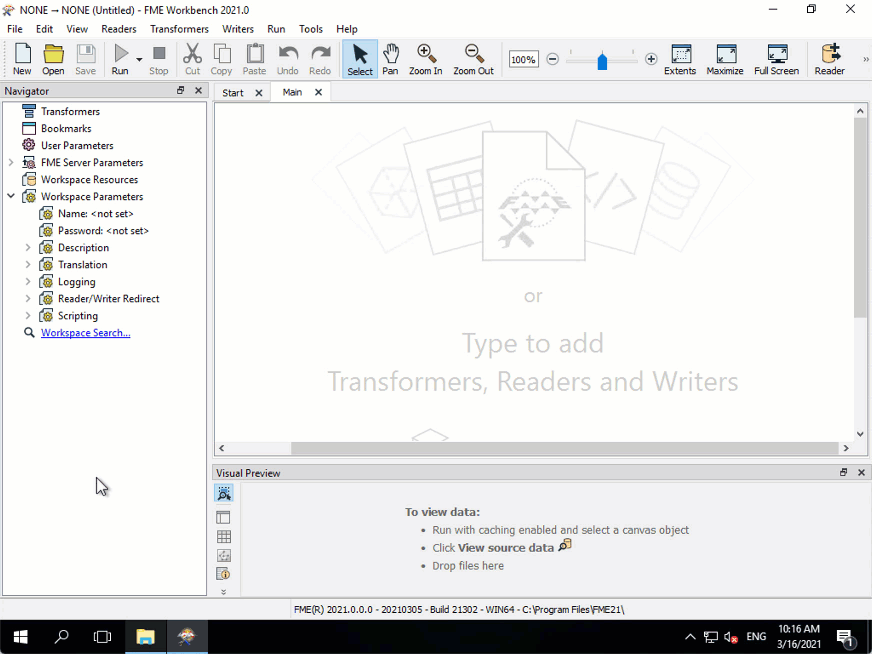 NONE → NONE (Untitled) - FME Workbench 2021.0
File Edit View Readers Transformers Writers Run Tools Help
New Open Save Run Stop Cut Copy Paste Undo Redo Select Pan Zoom In Zoom Out 100% Extents Maximize Full Screen Reader »
Navigator
Start Main
Transformers
Bookmarks
User Parameters
FME Server Parameters
Workspace Resources
Workspace Parameters
Name: <not set>
Password: <not set>
Description
Translation
Logging
Reader/Writer Redirect
Scripting
Workspace Search...
or
Type to add
Transformers, Readers and Writers
Visual Preview
To view data:
• Run with caching enabled and select a canvas object
• Click View source data
• Drop files here
FME(R) 2021.0.0.0 - 20210305 - Build 21302 - WIN64 - C:\Program Files\FME21\
ENG
10:16 AM
3/16/2021
1